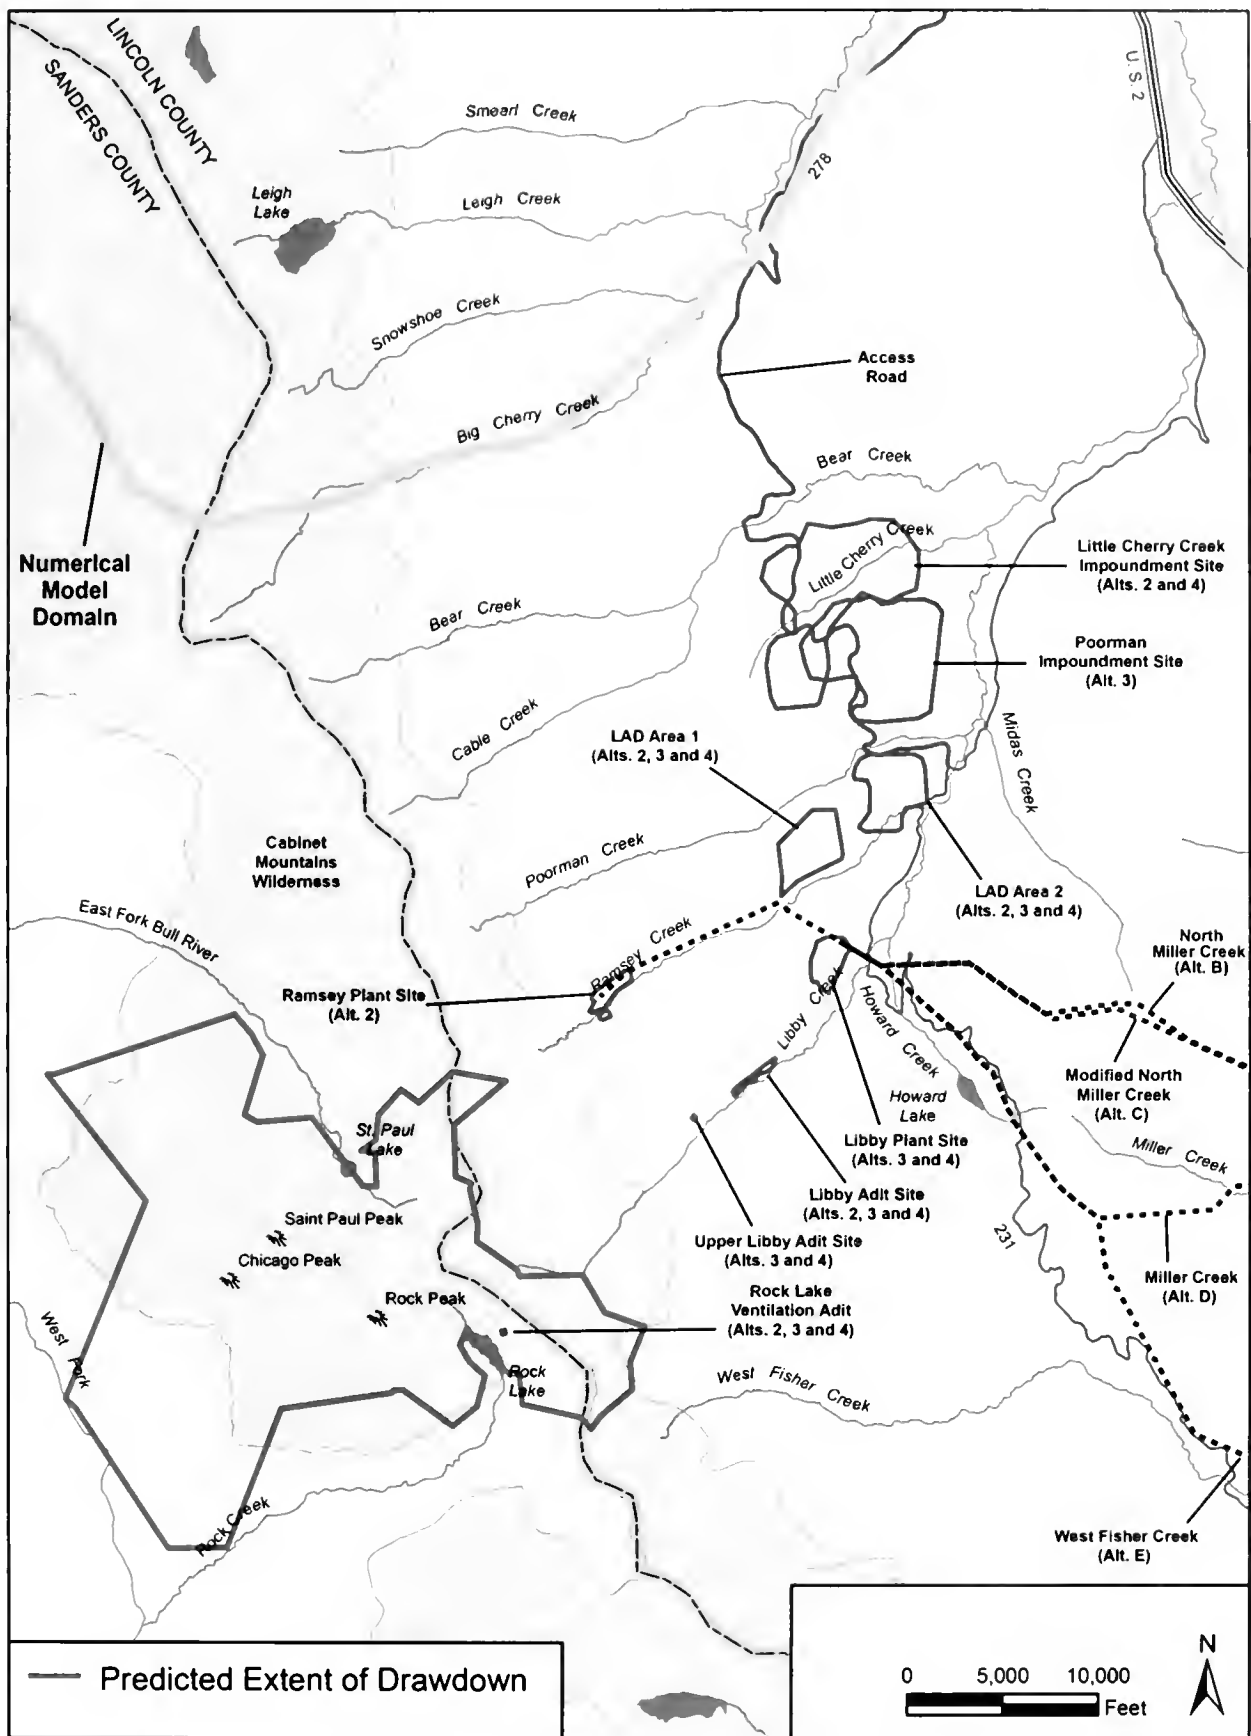 LINCOLN COUNTY
SANDERS COUNTY
U.S. 2
Smearl Creek
278
Leigh
Lake
Leigh Creek
Snowshoe Creek
Access
Road
Big Cherry Creek
Bear Creek
Numerical
Model
Domain
Little Cherry Creek
Little Cherry Creek
Impoundment Site
(Alts. 2 and 4)
Bear Creek
Poorman
Impoundment Site
(Alt. 3)
Cable Creek
LAD Area 1
(Alts. 2, 3 and 4)
Midas Creek
Cabinet
Mountains
Wilderness
Poorman Creek
LAD Area 2
(Alts. 2, 3 and 4)
East Fork Bull River
Ramsey Creek
North
Miller Creek
(Alt. B)
Ramsey Plant Site
(Alt. 2)
Libby Creek
Howard Creek
Modified North
Miller Creek
(Alt. C)
Howard
Lake
St. Paul
Lake
Libby Plant Site
(Alts. 3 and 4)
Miller Creek
Libby Adit Site
(Alts. 2, 3 and 4)
Saint Paul Peak
231
Upper Libby Adit Site
(Alts. 3 and 4)
Chicago Peak
Miller Creek
(Alt. D)
Rock Peak
Rock Lake
Ventilation Adit
(Alts. 2, 3 and 4)
West Fork
Rock
Lake
West Fisher Creek
Rock Creek
West Fisher Creek
(Alt. E)
Predicted Extent of Drawdown
0 5,000 10,000
Feet
N